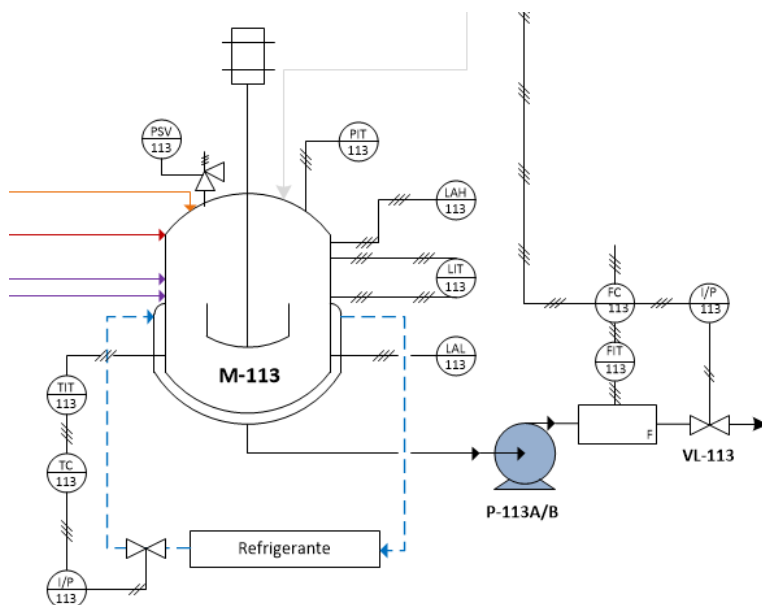 PSV
113
PIT
113
LAH
113
LIT
113
FC
113
I/P
113
FIT
113
LAL
113
M-113
TIT
113
F
VL-113
TC
113
P-113A/B
Refrigerante
I/P
113